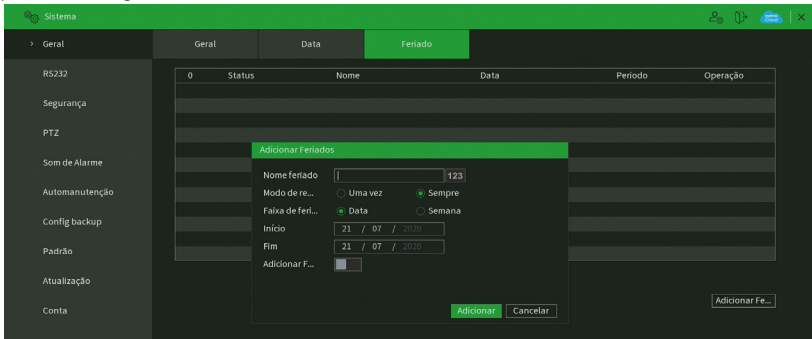 Sistema
Geral
Geral
Data
Feriado
RS232
Segurança
PTZ
Som de Alarme
Automanutenção
Config backup
Padrão
Atualização
Conta
0 Status Nome Data Período Operação
Adicionar Feriados
Nome feriado 123
Modo de re... Uma vez Sempre
Faixa de feri... Data Semana
Início 21 / 07 / 2020
Fim 21 / 07 / 2020
Adicionar F...
Adicionar Cancelar
Adicionar Fe...